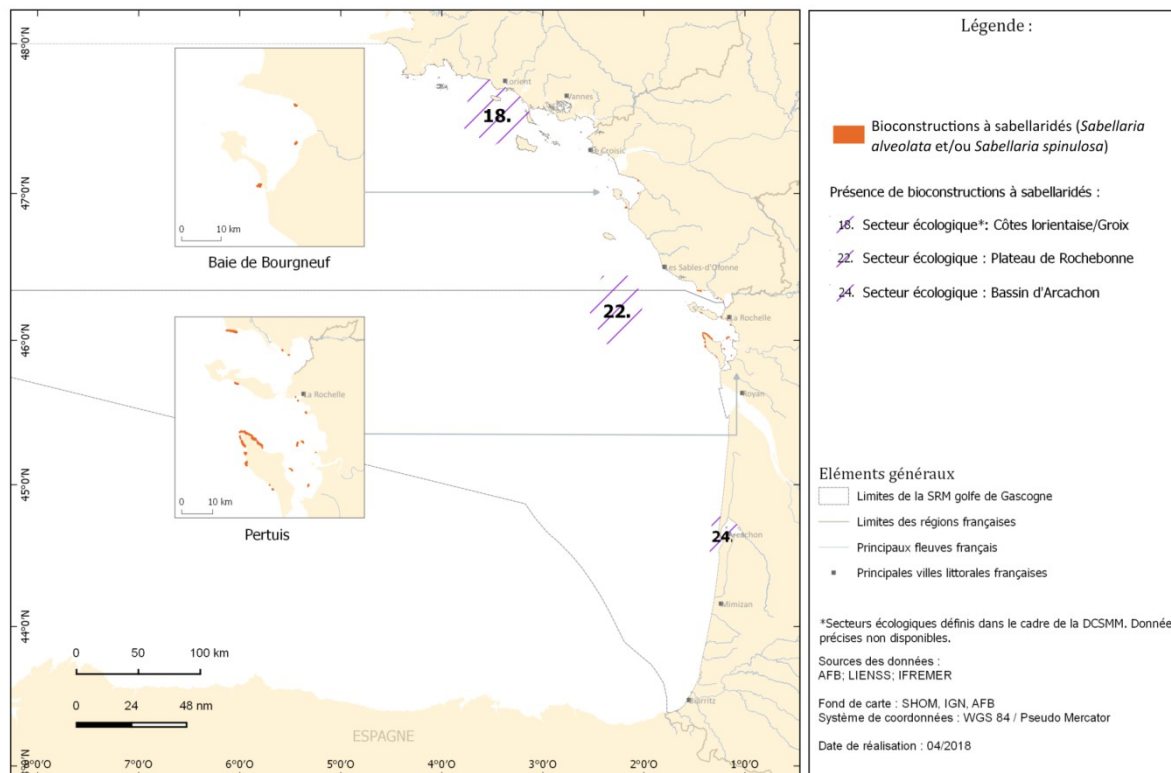 48°0'N
47°0'N
46°0'N
45°0'N
44°0'N
Lorient
Vannes
Le Croisic
Les Sables-d'Olonne
La Rochelle
Royan
Arcachon
Mimizan
Biarritz
18.
22.
24.
0 10 km
Baie de Bourgneuf
La Rochelle
0 10 km
Pertuis
0 50 100 km
0 24 48 nm
ESPAGNE
5°0'O 4°0'O 3°0'O 2°0'O 1°0'O
Légende :
Bioconstructions à sabellaridés (Sabellaria
alveolata et/ou Sabellaria spinulosa)
Présence de bioconstructions à sabellaridés :
18. Secteur écologique*: Côtes lorientaise/Groix
22. Secteur écologique : Plateau de Rochebonne
24. Secteur écologique : Bassin d'Arcachon
Eléments généraux
Limites de la SRM golfe de Gascogne
Limites des régions françaises
Principaux fleuves français
Principales villes littorales françaises
*Secteurs écologiques définis dans le cadre de la DCSMM. Donnée
précises non disponibles.
Sources des données :
AFB; LIENSS; IFREMER
Fond de carte : SHOM, IGN, AFB
Système de coordonnées : WGS 84 / Pseudo Mercator
Date de réalisation : 04/2018